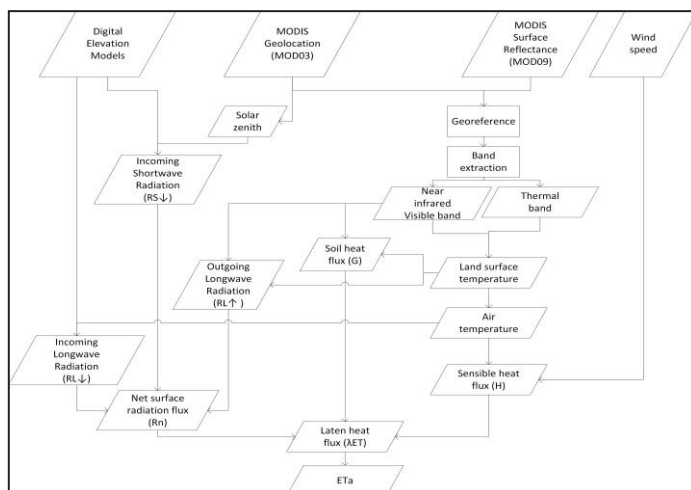 Digital
Elevation
Models
MODIS
Geolocation
(MOD03)
MODIS
Surface
Reflectance
(MOD09)
Wind
speed
Solar
zenith
Georeference
Band
extraction
Incoming
Shortwave
Radiation
(RS↓)
Near
infrared
Visible band
Thermal
band
Soil heat
flux (G)
Outgoing
Longwave
Radiation
(RL↑ )
Land surface
temperature
Air
temperature
Incoming
Longwave
Radiation
(RL↓)
Sensible heat
flux (H)
Net surface
radiation flux
(Rn)
Laten heat
flux (λET)
ETa